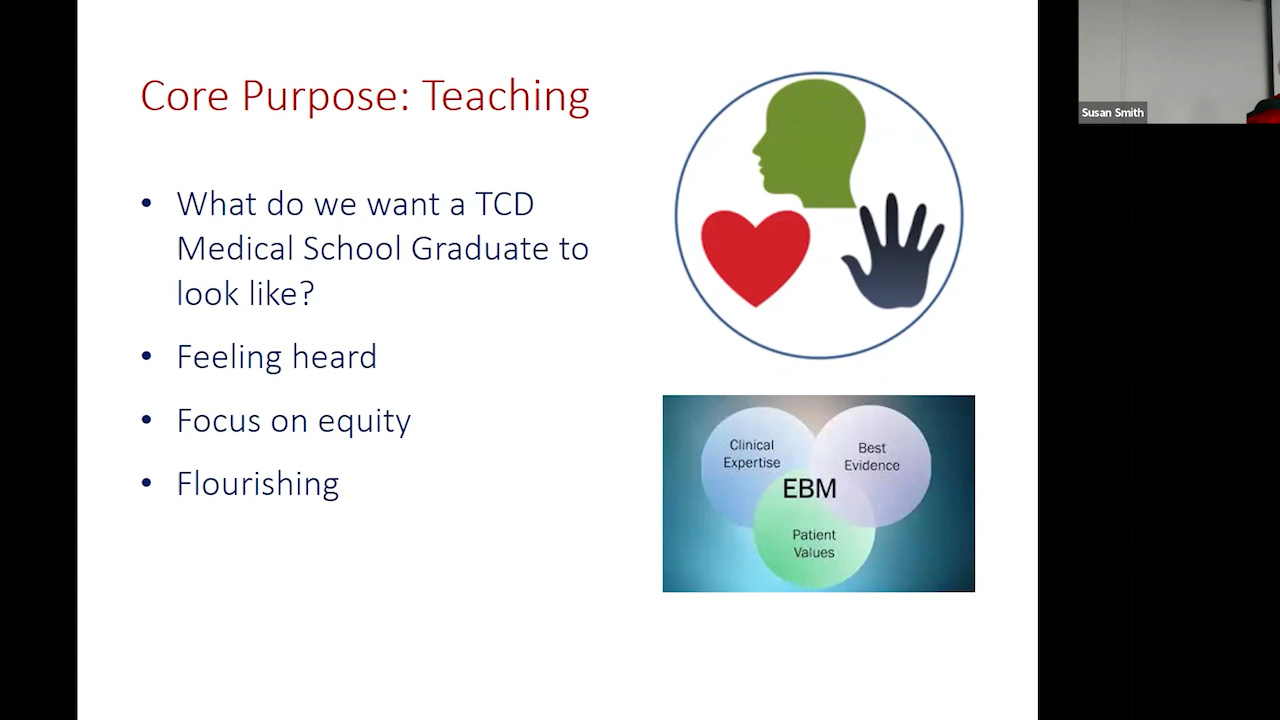 Core Purpose: Teaching
• What do we want a TCD
Medical School Graduate to
look like?
• Feeling heard
• Focus on equity
• Flourishing
Clinical
Expertise
Best
Evidence
EBM
Patient
Values
Susan Smith